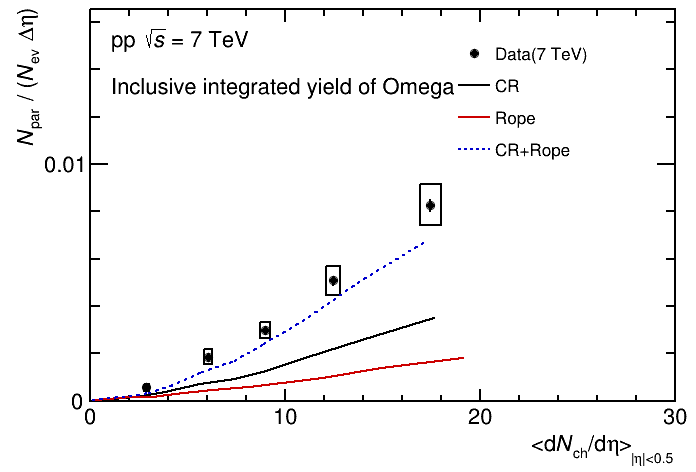 pp √s = 7 TeV
Inclusive integrated yield of Omega
Data(7 TeV)
CR
Rope
CR+Rope
N_par / (N_ev Δη)
0.01
0
0 10 20 30
<dN_ch/dη>_|η|<0.5